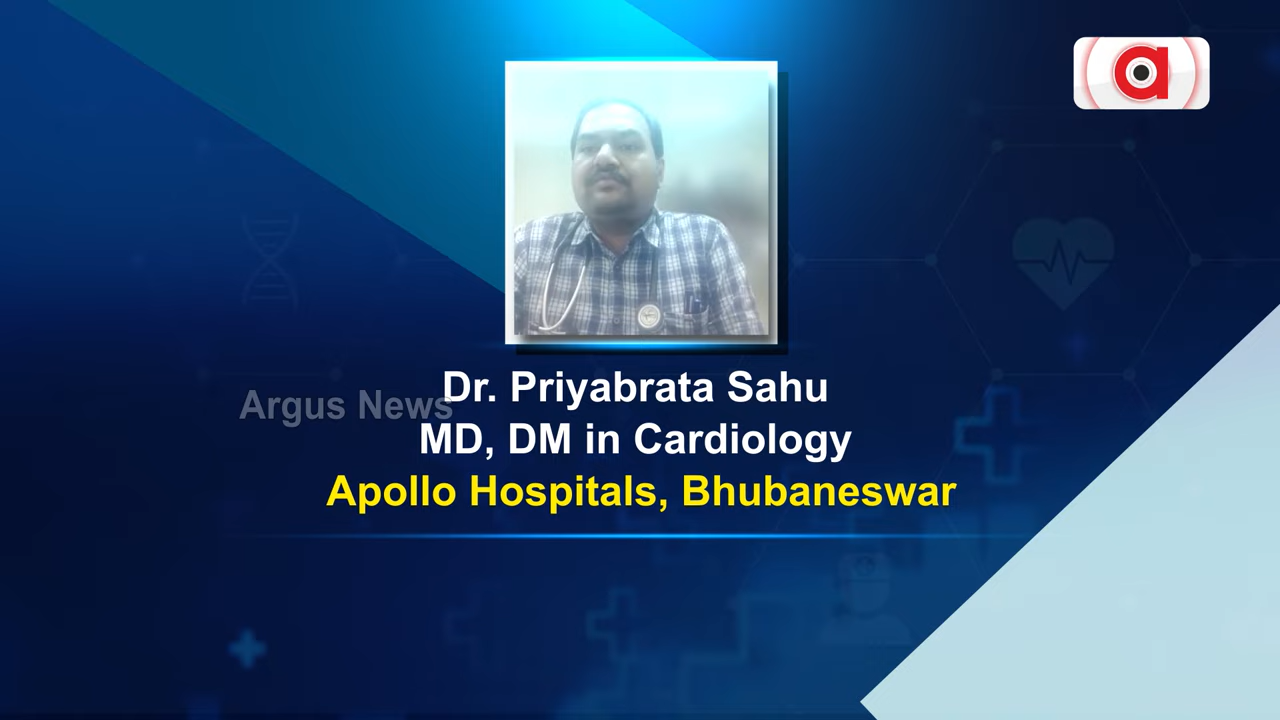 Dr. Priyabrata Sahu
Argus News
MD, DM in Cardiology
Apollo Hospitals, Bhubaneswar